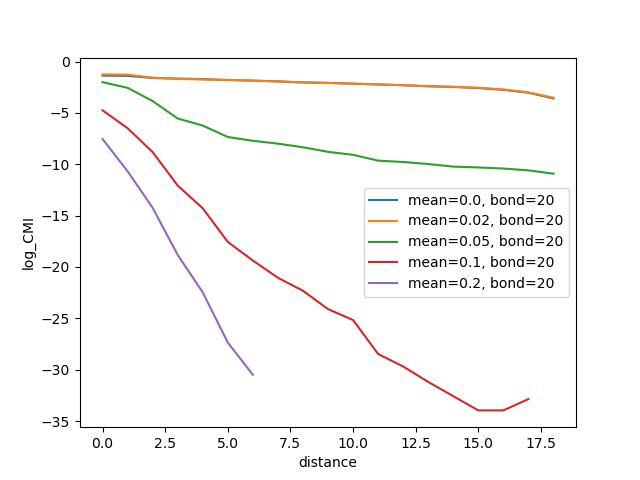 0
−5
−10
−15
−20
−25
−30
−35
log_CMI
mean=0.0, bond=20
mean=0.02, bond=20
mean=0.05, bond=20
mean=0.1, bond=20
mean=0.2, bond=20
0.0 2.5 5.0 7.5 10.0 12.5 15.0 17.5
distance